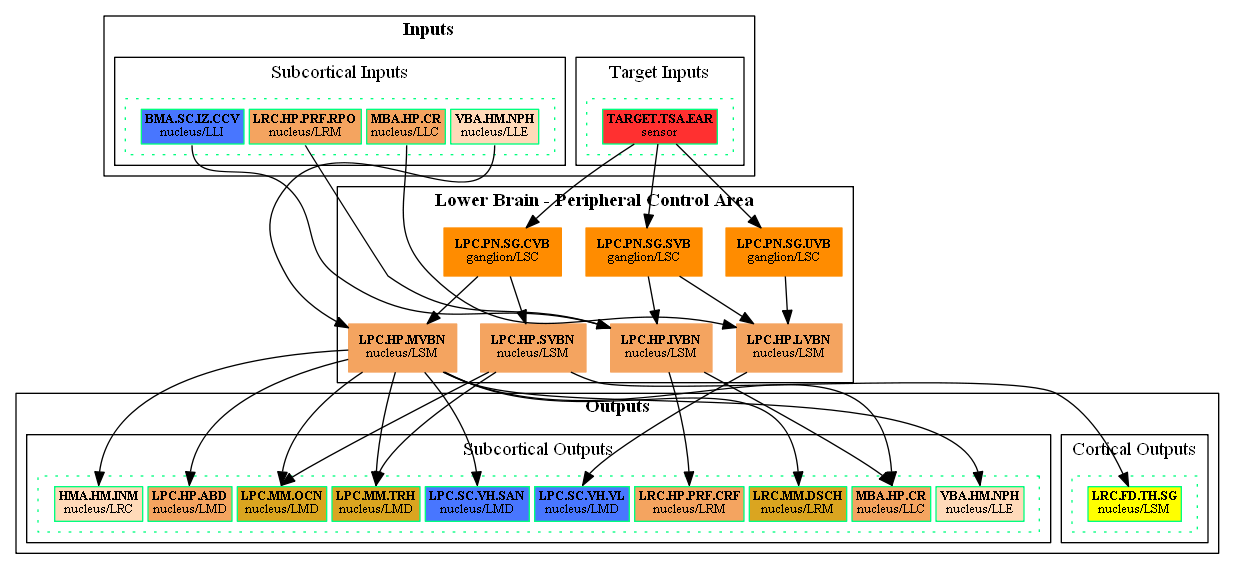 Inputs
Subcortical Inputs
Target Inputs
BMA.SC.IZ.CCV
nucleus/LLI
LRC.HP.PRF.RPO
nucleus/LRM
MBA.HP.CR
nucleus/LLC
VBA.HM.NPH
nucleus/LLE
TARGET.TSA.EAR
sensor
Lower Brain - Peripheral Control Area
LPC.PN.SG.CVB
ganglion/LSC
LPC.PN.SG.SVB
ganglion/LSC
LPC.PN.SG.UVB
ganglion/LSC
LPC.HP.MVBN
nucleus/LSM
LPC.HP.SVBN
nucleus/LSM
LPC.HP.IVBN
nucleus/LSM
LPC.HP.LVBN
nucleus/LSM
Outputs
Subcortical Outputs
Cortical Outputs
HMA.HM.INM
nucleus/LRC
LPC.HP.ABD
nucleus/LMD
LPC.MM.OCN
nucleus/LMD
LPC.MM.TRH
nucleus/LMD
LPC.SC.VH.SAN
nucleus/LMD
LPC.SC.VH.VL
nucleus/LMD
LRC.HP.PRF.CRF
nucleus/LRM
LRC.MM.DSCH
nucleus/LRM
MBA.HP.CR
nucleus/LLC
VBA.HM.NPH
nucleus/LLE
LRC.FD.TH.SG
nucleus/LSM